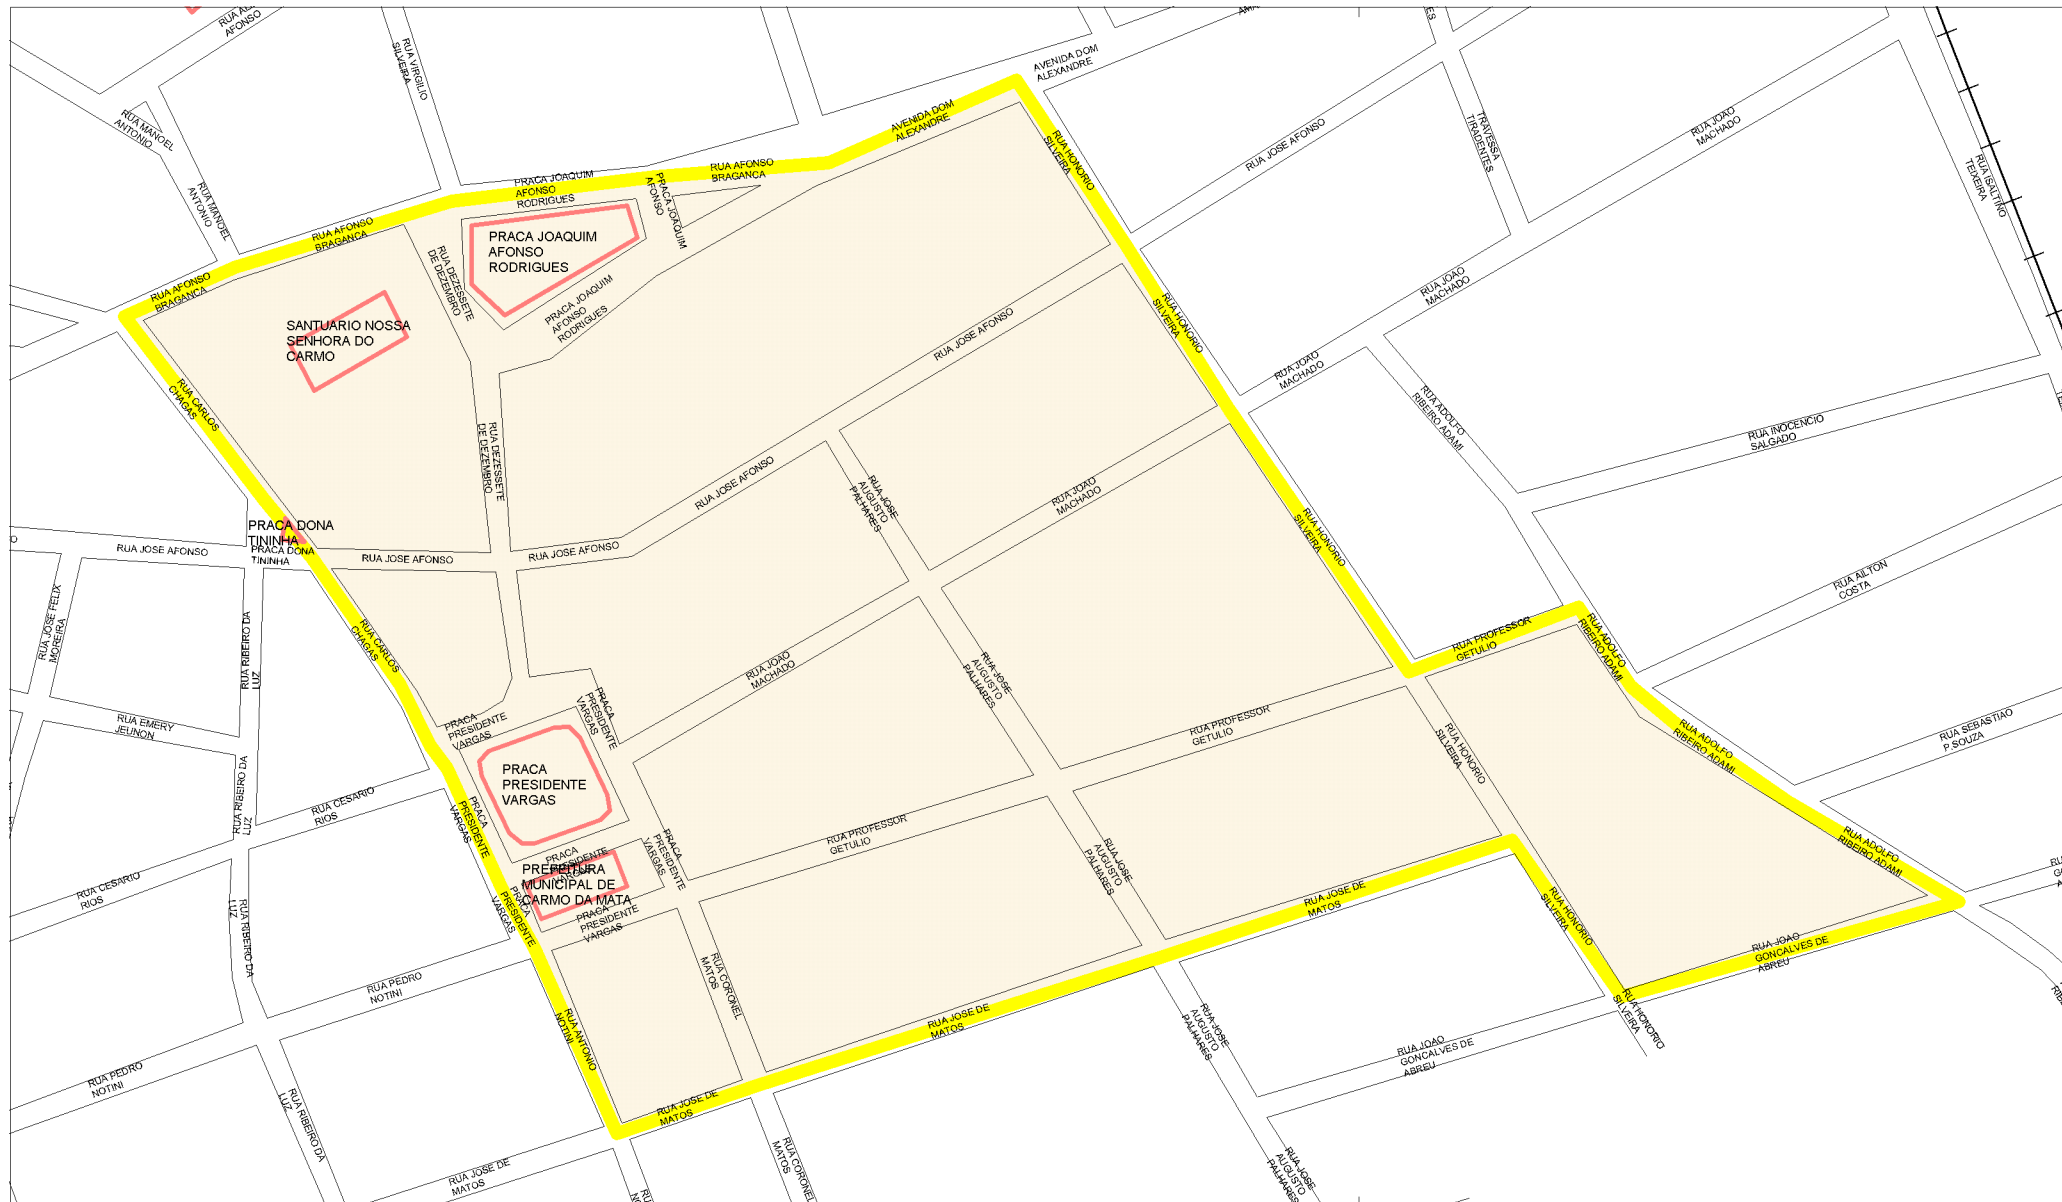 AFONSO
RUA VIRGILIO
SILVEIRA
AVENIDA DOM
ALEXANDRE
RUA MANOEL
ANTONIO
RUA MANOEL
ANTONIO
AVENIDA DOM
ALEXANDRE
RUA HONORIO
SILVEIRA
RUA JOSE AFONSO
TRAVESSA
TIRADENTES
RUA JOAO
MACHADO
RUA ISALTINO
TEIXEIRA
PRACA JOAQUIM
AFONSO
RODRIGUES
RUA AFONSO
BRAGANCA
PRACA JOAQUIM
AFONSO
RUA AFONSO
BRAGANCA
RUA DEZESSETE
DE DEZEMBRO
PRACA JOAQUIM
AFONSO
RODRIGUES
RUA AFONSO
BRAGANCA
PRACA JOAQUIM
AFONSO
RODRIGUES
RUA HONORIO
SILVEIRA
RUA JOAO
MACHADO
SANTUARIO NOSSA
SENHORA DO
CARMO
RUA JOSE AFONSO
RUA JOAO
MACHADO
RUA CARLOS
CHAGAS
RUA ADOLFO
RIBEIRO ADAMI
RUA INOCENCIO
SALGADO
RUA DEZESSETE
DE DEZEMBRO
RUA JOSE AFONSO
RUA JOSE
AUGUSTO
PALHARES
RUA JOAO
MACHADO
RUA HONORIO
SILVEIRA
PRACA DONA
TININHA
PRACA DONA
TININHA
RUA JOSE AFONSO
RUA JOSE AFONSO
RUA JOSE AFONSO
RUA AILTON
COSTA
RUA JOSE FELIX
MOREIRA
RUA RIBEIRO DA
LUZ
RUA CARLOS
CHAGAS
RUA JOAO
MACHADO
RUA JOSE
AUGUSTO
PALHARES
RUA PROFESSOR
GETULIO
RUA ADOLFO
RIBEIRO ADAMI
RUA EMERY
JEUNON
PRACA
PRESIDENTE
VARGAS
PRACA
PRESIDENTE
VARGAS
RUA PROFESSOR
GETULIO
RUA HONORIO
SILVEIRA
RUA ADOLFO
RIBEIRO ADAMI
RUA SEBASTIAO
P.SOUZA
PRACA
PRESIDENTE
VARGAS
RUA RIBEIRO DA
LUZ
RUA CESARIO
RIOS
PRACA
PRESIDENTE
VARGAS
RUA PROFESSOR
GETULIO
RUA JOSE
AUGUSTO
PALHARES
RUA ADOLFO
RIBEIRO ADAMI
PRACA
PRESIDENTE
VARGAS
PRACA
PRESIDENTE
VARGAS
PREFEITURA
MUNICIPAL DE
CARMO DA MATA
RUA CESARIO
RIOS
RUA RIBEIRO DA
LUZ
PRACA
PRESIDENTE
VARGAS
PRACA
PRESIDENTE
VARGAS
RUA JOSE DE
MATOS
RUA HONORIO
SILVEIRA
RUA JOAO
GONCALVES DE
ABREU
RUA PEDRO
NOTINI
RUA CORONEL
MATOS
RUA ANTONIO
NOTINI
RUA JOSE DE
MATOS
RUA JOSE
AUGUSTO
PALHARES
RUA HONORIO
SILVEIRA
RUA JOAO
GONCALVES DE
ABREU
RUA PEDRO
NOTINI
RUA RIBEIRO DA
LUZ
RUA JOSE DE
MATOS
RUA JOSE DE
MATOS
RUA CORONEL
MATOS
RUA JOSE
AUGUSTO
PALHARES